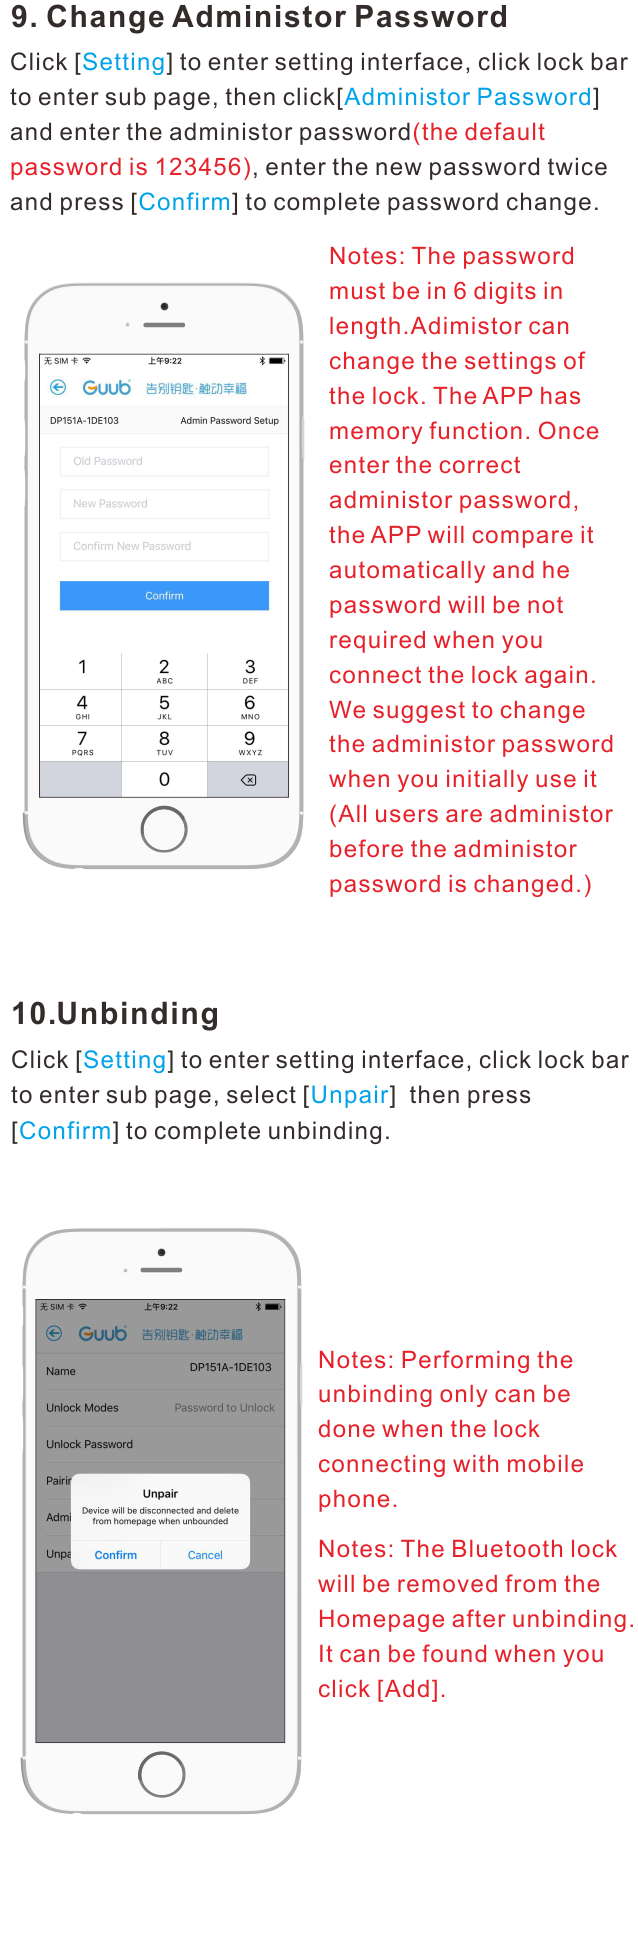 9. Change Administor Password
Click [Setting] to enter setting interface, click lock bar
to enter sub page, then click[Administor Password]
and enter the administor password(the default
password is 123456), enter the new password twice
and press [Confirm] to complete password change.
Notes: The password
must be in 6 digits in
length.Adimistor can
change the settings of
the lock. The APP has
memory function. Once
enter the correct
administor password,
the APP will compare it
automatically and he
password will be not
required when you
connect the lock again.
We suggest to change
the administor password
when you initially use it
(All users are administor
before the administor
password is changed.)
无 SIM 卡 上午9:22
Guub 告别钥匙·触动幸福
DP151A-1DE103 Admin Password Setup
Old Password
New Password
Confirm New Password
Confirm
1 2 3
ABC DEF
4 5 6
GHI JKL MNO
7 8 9
PQRS TUV WXYZ
0
10.Unbinding
Click [Setting] to enter setting interface, click lock bar
to enter sub page, select [Unpair] then press
[Confirm] to complete unbinding.
无 SIM 卡 上午9:22
Guub 告别钥匙·触动幸福
Name DP151A-1DE103
Unlock Modes Password to Unlock
Unlock Password
Pairin
Admi
Unpa
Unpair
Device will be disconnected and delete
from homepage when unbounded
Confirm Cancel
Notes: Performing the
unbinding only can be
done when the lock
connecting with mobile
phone.
Notes: The Bluetooth lock
will be removed from the
Homepage after unbinding.
It can be found when you
click [Add].